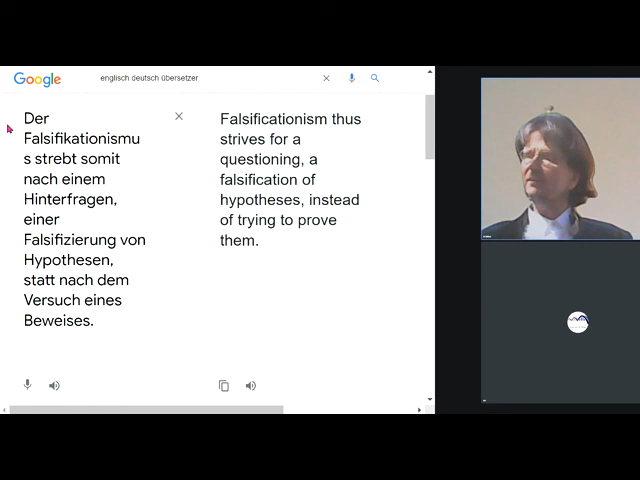 Google
englisch deutsch übersetzer
Der
Falsifikationismu
s strebt somit
nach einem
Hinterfragen,
einer
Falsifizierung von
Hypothesen,
statt nach dem
Versuch eines
Beweises.
Falsificationism thus
strives for a
questioning, a
falsification of
hypotheses, instead
of trying to prove
them.